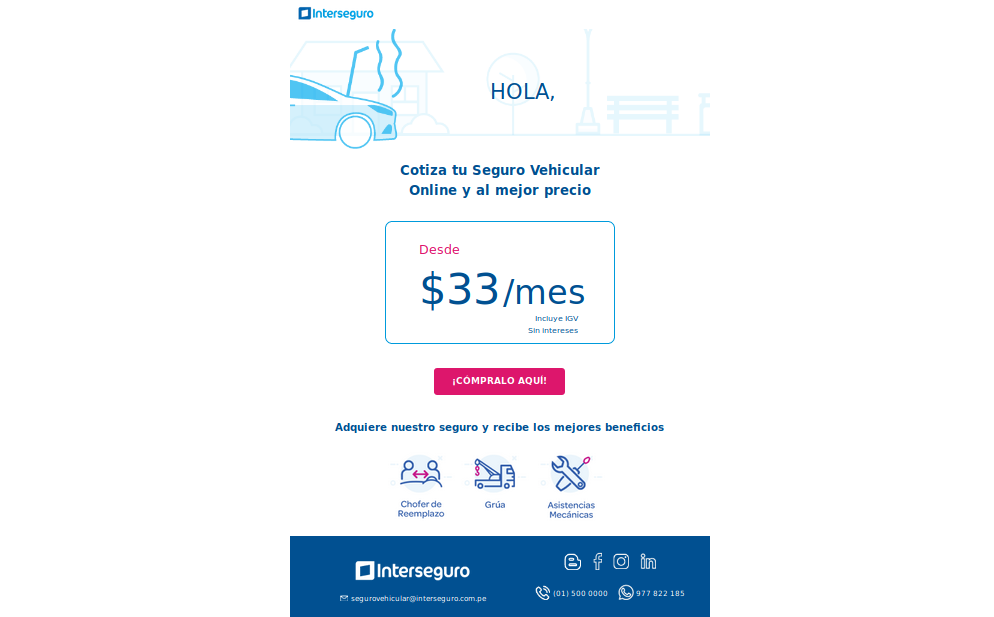 Interseguro
HOLA,
Cotiza tu Seguro Vehicular
Online y al mejor precio
Desde
$33/mes
Incluye IGV
Sin intereses
¡CÓMPRALO AQUÍ!
Adquiere nuestro seguro y recibe los mejores beneficios
Chofer de
Reemplazo
Grúa
Asistencias
Mecánicas
Interseguro
segurovehicular@interseguro.com.pe
(01) 500 0000
977 822 185